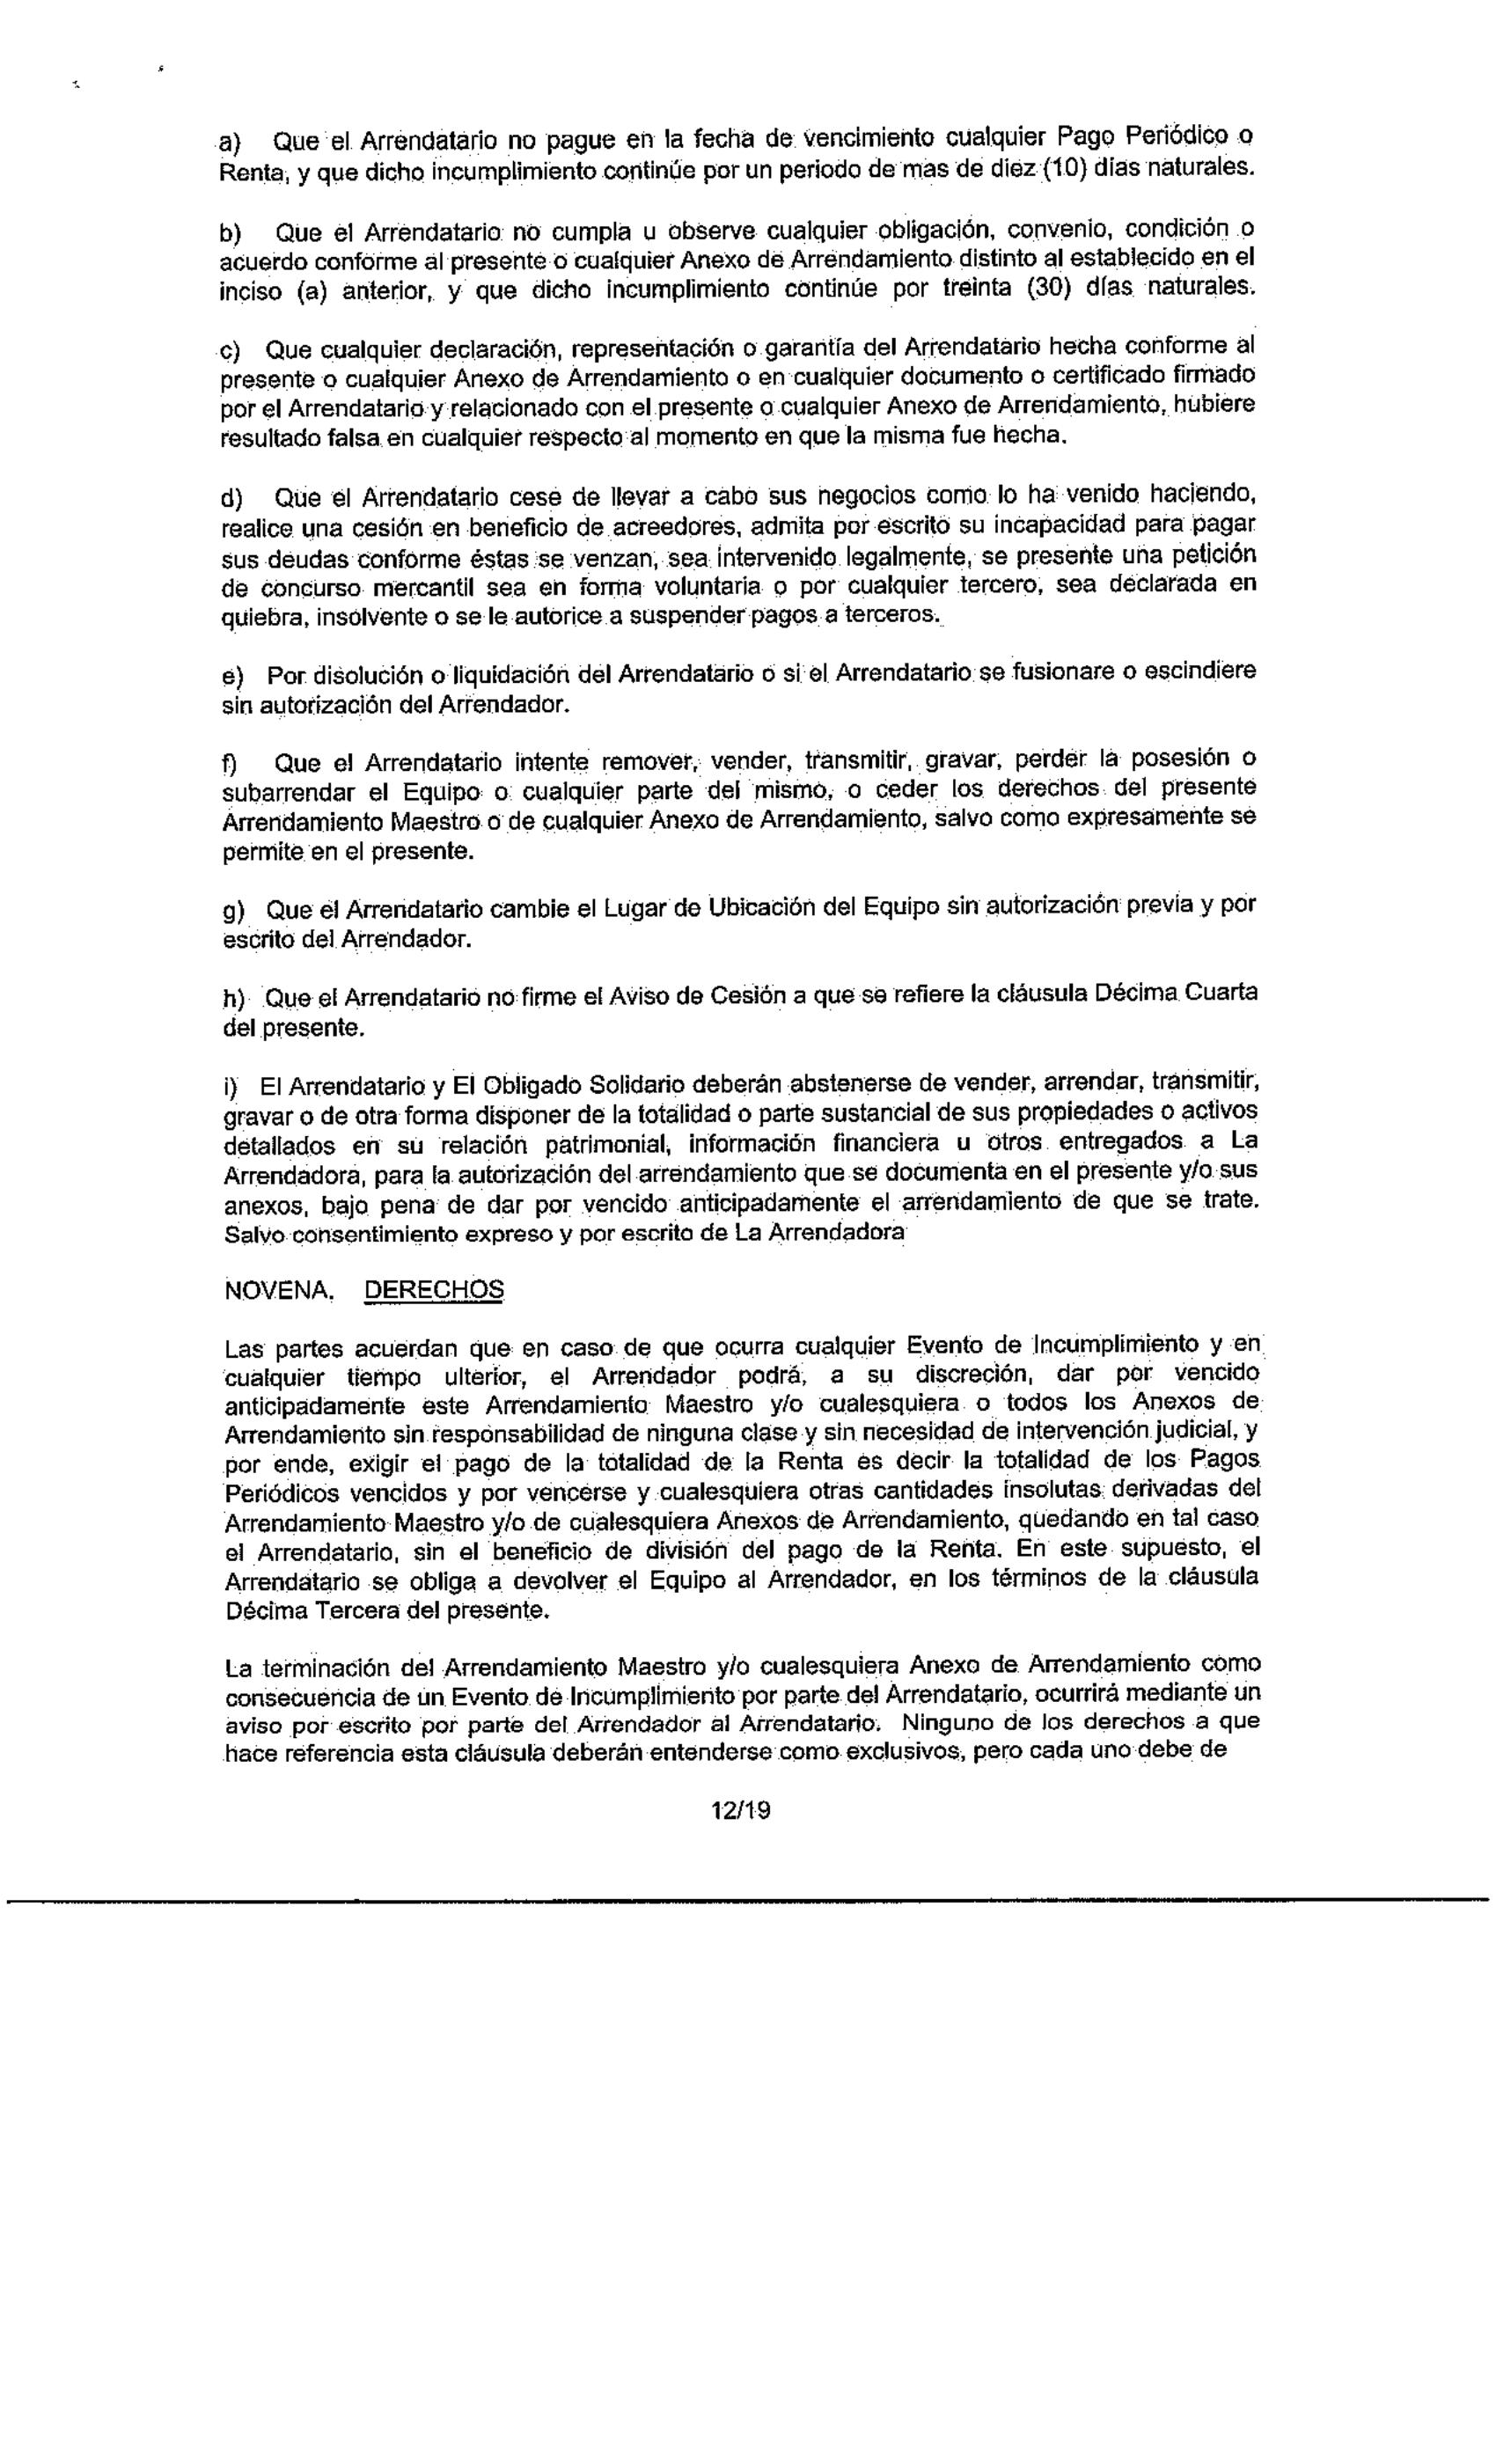 a) Que el Arrendatario no pague en la fecha de vencimiento cualquier Pago Periódico o
Renta, y que dicho incumplimiento continúe por un periodo de mas de diez (10) días naturales.
b) Que el Arrendatario no cumpla u observe cualquier obligación, convenio, condición o
acuerdo conforme al presente o cualquier Anexo de Arrendamiento distinto al establecido en el
inciso (a) anterior, y que dicho incumplimiento continúe por treinta (30) días naturales.
c) Que cualquier declaración, representación o garantía del Arrendatario hecha conforme al
presente o cualquier Anexo de Arrendamiento o en cualquier documento o certificado firmado
por el Arrendatario y relacionado con el presente o cualquier Anexo de Arrendamiento, hubiere
resultado falsa en cualquier respecto al momento en que la misma fue hecha.
d) Que el Arrendatario cese de llevar a cabo sus negocios como lo ha venido haciendo,
realice una cesión en beneficio de acreedores, admita por escrito su incapacidad para pagar
sus deudas conforme éstas se venzan, sea intervenido legalmente, se presente una petición
de concurso mercantil sea en forma voluntaria o por cualquier tercero, sea declarada en
quiebra, insolvente o se le autorice a suspender pagos a terceros.
e) Por disolución o liquidación del Arrendatario o si el Arrendatario se fusionare o escindiere
sin autorización del Arrendador.
f) Que el Arrendatario intente remover, vender, transmitir, gravar, perder la posesión o
subarrendar el Equipo o cualquier parte del mismo, o ceder los derechos del presente
Arrendamiento Maestro o de cualquier Anexo de Arrendamiento, salvo como expresamente se
permite en el presente.
g) Que el Arrendatario cambie el Lugar de Ubicación del Equipo sin autorización previa y por
escrito del Arrendador.
h) Que el Arrendatario no firme el Aviso de Cesión a que se refiere la cláusula Décima Cuarta
del presente.
i) El Arrendatario y El Obligado Solidario deberán abstenerse de vender, arrendar, transmitir,
gravar o de otra forma disponer de la totalidad o parte sustancial de sus propiedades o activos
detallados en su relación patrimonial, información financiera u otros entregados a La
Arrendadora, para la autorización del arrendamiento que se documenta en el presente y/o sus
anexos, bajo pena de dar por vencido anticipadamente el arrendamiento de que se trate.
Salvo consentimiento expreso y por escrito de La Arrendadora
NOVENA. DERECHOS
Las partes acuerdan que en caso de que ocurra cualquier Evento de Incumplimiento y en
cualquier tiempo ulterior, el Arrendador podrá, a su discreción, dar por vencido
anticipadamente este Arrendamiento Maestro y/o cualesquiera o todos los Anexos de
Arrendamiento sin responsabilidad de ninguna clase y sin necesidad de intervención judicial, y
por ende, exigir el pago de la totalidad de la Renta es decir la totalidad de los Pagos
Periódicos vencidos y por vencerse y cualesquiera otras cantidades insolutas derivadas del
Arrendamiento Maestro y/o de cualesquiera Anexos de Arrendamiento, quedando en tal caso
el Arrendatario, sin el beneficio de división del pago de la Renta. En este supuesto, el
Arrendatario se obliga a devolver el Equipo al Arrendador, en los términos de la cláusula
Décima Tercera del presente.
La terminación del Arrendamiento Maestro y/o cualesquiera Anexo de Arrendamiento como
consecuencia de un Evento de Incumplimiento por parte del Arrendatario, ocurrirá mediante un
aviso por escrito por parte del Arrendador al Arrendatario. Ninguno de los derechos a que
hace referencia esta cláusula deberán entenderse como exclusivos, pero cada uno debe de
12/19